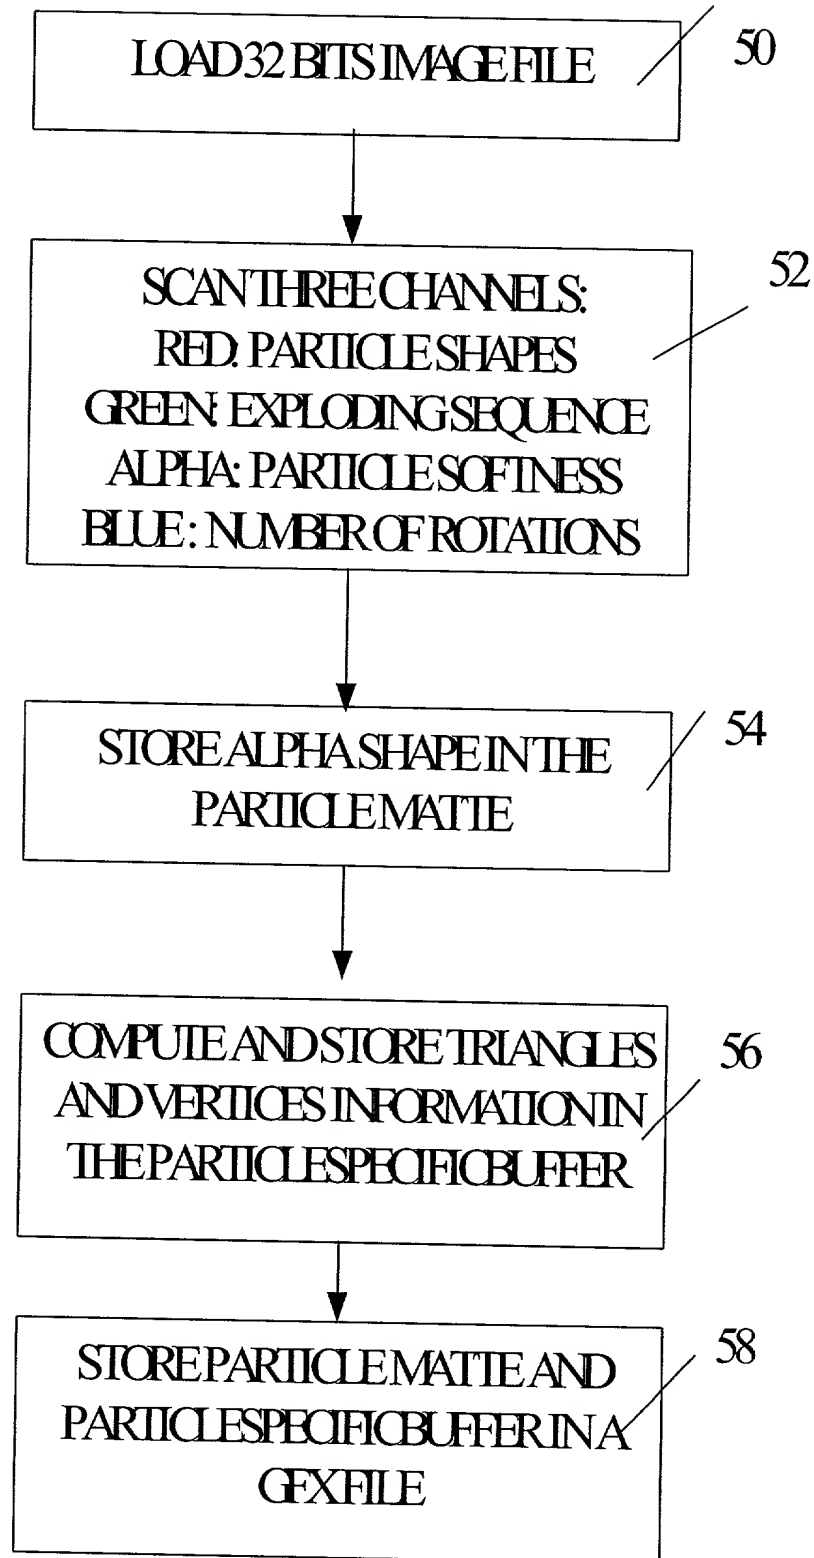 LOAD 32 BITS IMAGE FILE
50
SCAN THREE CHANNELS:
RED: PARTICLE SHAPES
GREEN: EXPLODING SEQUENCE
ALPHA: PARTICLE SOFTNESS
BLUE: NUMBER OF ROTATIONS
52
STORE ALPHA SHAPE IN THE
PARTICLE MATTE
54
COMPUTE AND STORE TRIANGLES
AND VERTICES INFORMATION IN
THE PARTICLE SPECIFIC BUFFER
56
STORE PARTICLE MATTE AND
PARTICLE SPECIFIC BUFFER IN A
GFX FILE
58